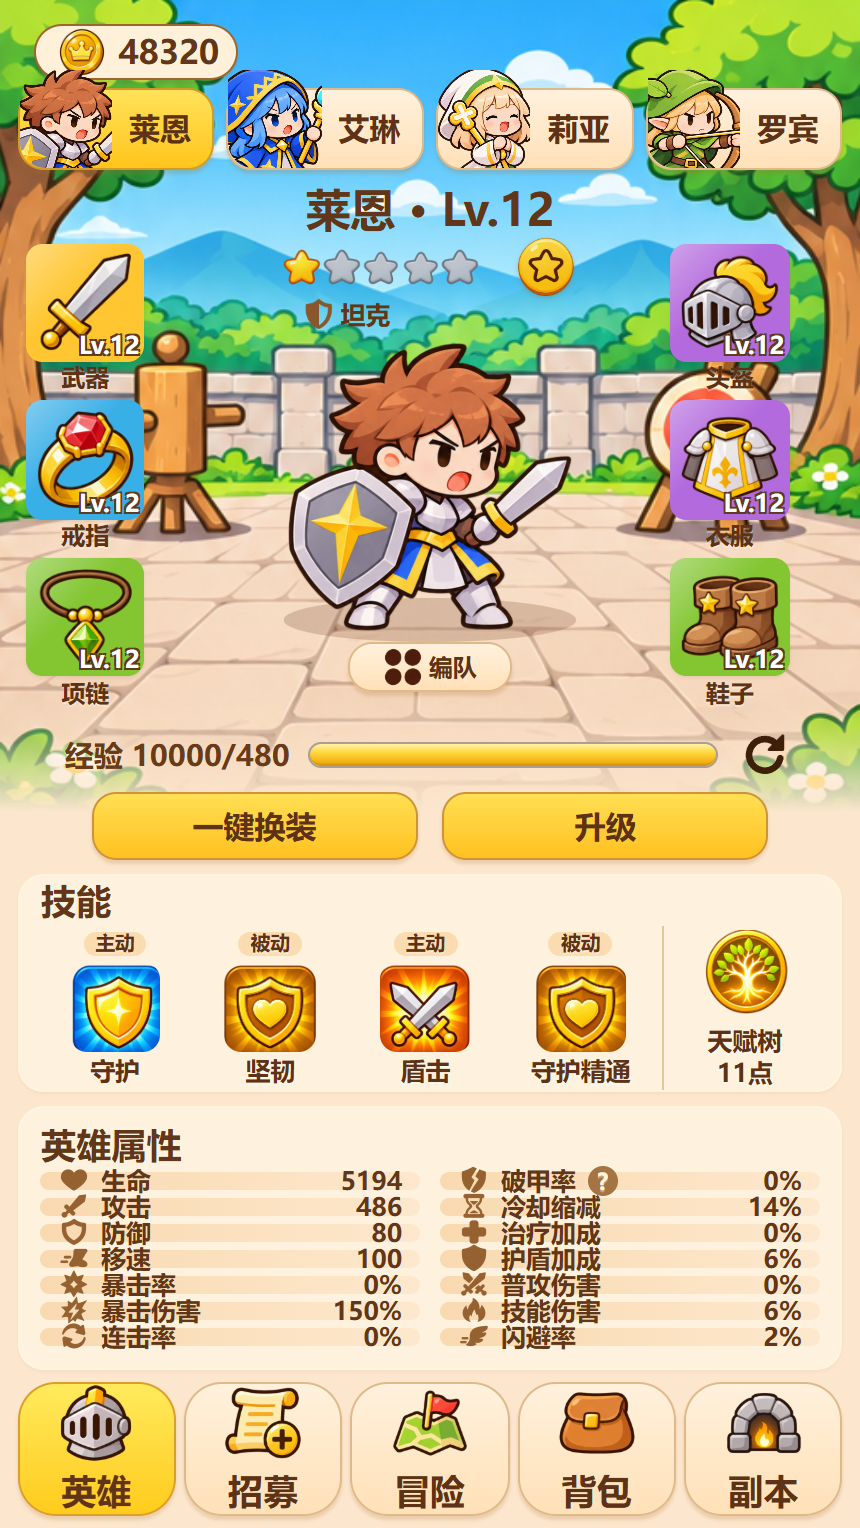 48320
莱恩
艾琳
莉亚
罗宾
莱恩·Lv.12
坦克
Lv.12
武器
Lv.12
头盔
Lv.12
戒指
Lv.12
衣服
Lv.12
项链
Lv.12
鞋子
编队
经验 10000/480
一键换装
升级
技能
主动
被动
主动
被动
守护
坚韧
盾击
守护精通
天赋树
11点
英雄属性
生命 5194
破甲率 ? 0%
攻击 486
冷却缩减 14%
防御 80
治疗加成 0%
移速 100
护盾加成 6%
暴击率 0%
普攻伤害 0%
暴击伤害 150%
技能伤害 6%
连击率 0%
闪避率 2%
英雄
招募
冒险
背包
副本